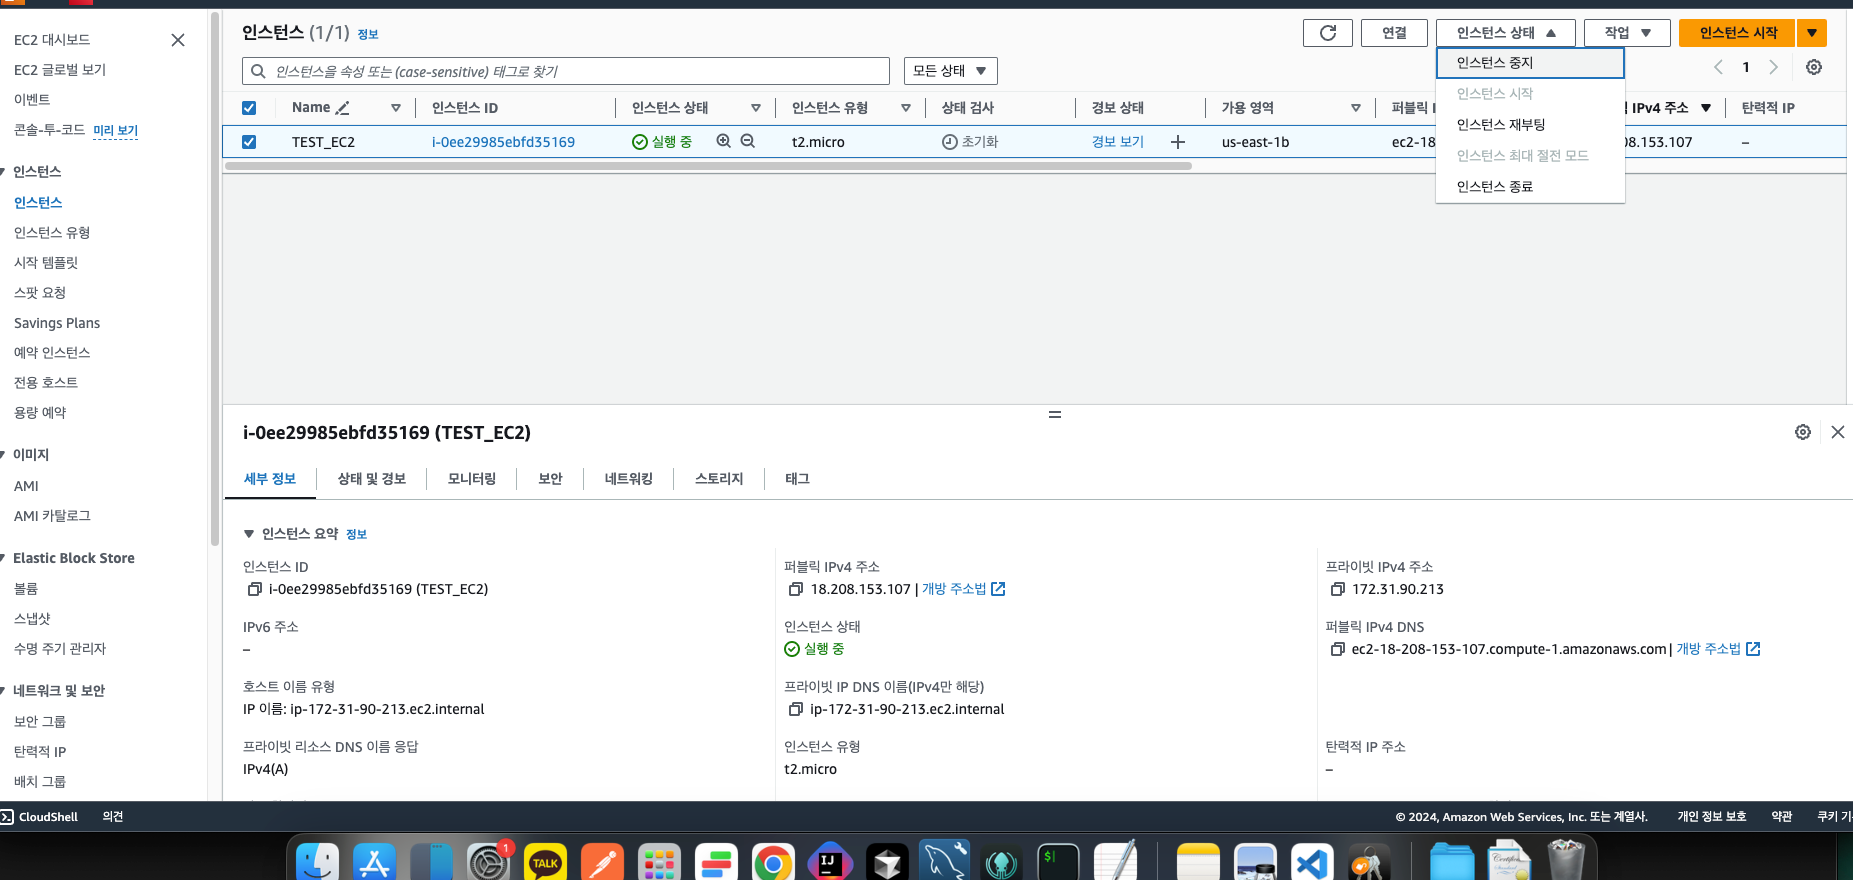 EC2 대시보드
EC2 글로벌 보기
이벤트
콘솔-투-코드 미리 보기
인스턴스
인스턴스
인스턴스 유형
시작 템플릿
스팟 요청
Savings Plans
예약 인스턴스
전용 호스트
용량 예약
이미지
AMI
AMI 카탈로그
Elastic Block Store
볼륨
스냅샷
수명 주기 관리자
네트워크 및 보안
보안 그룹
탄력적 IP
배치 그룹
인스턴스 (1/1) 정보
연결 인스턴스 상태 작업 인스턴스 시작
인스턴스을 속성 또는 (case-sensitive) 태그로 찾기 모든 상태
1
인스턴스 중지
인스턴스 시작
인스턴스 재부팅
인스턴스 최대 절전 모드
인스턴스 종료
Name 인스턴스 ID 인스턴스 상태 인스턴스 유형 상태 검사 경보 상태 가용 영역 퍼블릭 IPv4 주소 탄력적 IP
TEST_EC2 i-0ee29985ebfd35169 실행 중 t2.micro 초기화 경보 보기 us-east-1b ec2-18 8.153.107 –
i-0ee29985ebfd35169 (TEST_EC2)
세부 정보 상태 및 경보 모니터링 보안 네트워킹 스토리지 태그
인스턴스 요약 정보
인스턴스 ID
i-0ee29985ebfd35169 (TEST_EC2)
퍼블릭 IPv4 주소
18.208.153.107 | 개방 주소법
프라이빗 IPv4 주소
172.31.90.213
IPv6 주소
–
인스턴스 상태
실행 중
퍼블릭 IPv4 DNS
ec2-18-208-153-107.compute-1.amazonaws.com | 개방 주소법
호스트 이름 유형
IP 이름: ip-172-31-90-213.ec2.internal
프라이빗 IP DNS 이름(IPv4만 해당)
ip-172-31-90-213.ec2.internal
프라이빗 리소스 DNS 이름 응답
IPv4(A)
인스턴스 유형
t2.micro
탄력적 IP 주소
–
CloudShell 의견
© 2024, Amazon Web Services, Inc. 또는 계열사. 개인 정보 보호 약관 쿠키
1
TALK
IJ
$